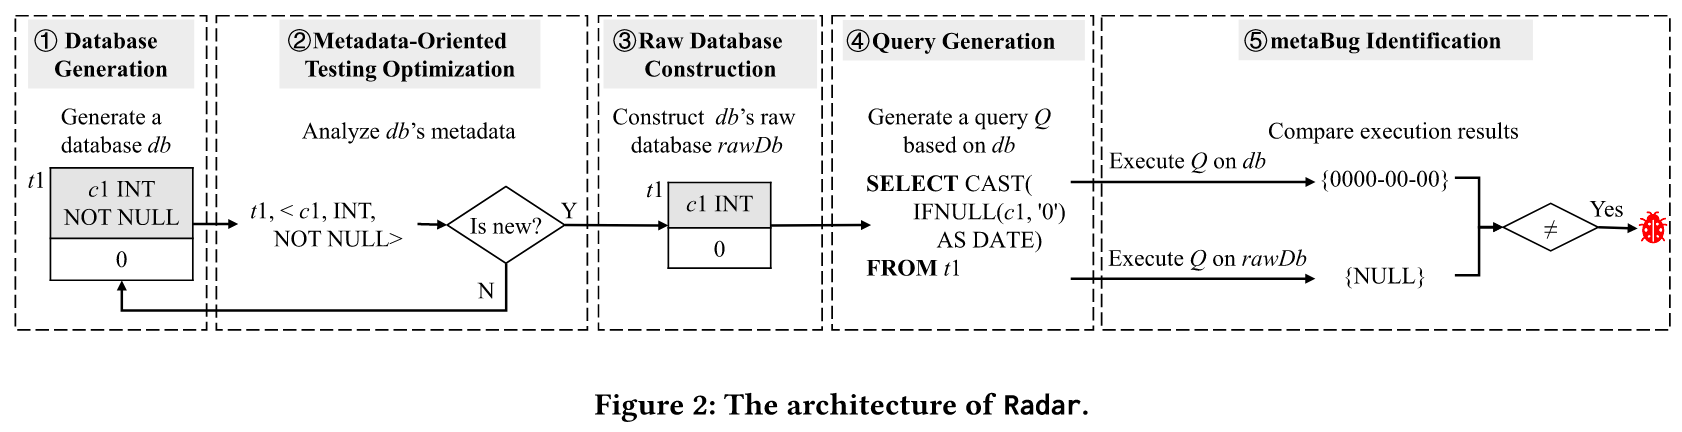 ① Database
Generation
Generate a
database db
t1
c1 INT
NOT NULL
0
②Metadata-Oriented
Testing Optimization
Analyze db's metadata
t1, < c1, INT,
NOT NULL>
Is new?
Y
N
③Raw Database
Construction
Construct db's raw
database rawDb
t1
c1 INT
0
④Query Generation
Generate a query Q
based on db
SELECT CAST(
IFNULL(c1, '0')
AS DATE)
FROM t1
⑤metaBug Identification
Compare execution results
Execute Q on db
{0000-00-00}
Execute Q on rawDb
{NULL}
≠
Yes
Figure 2: The architecture of Radar.